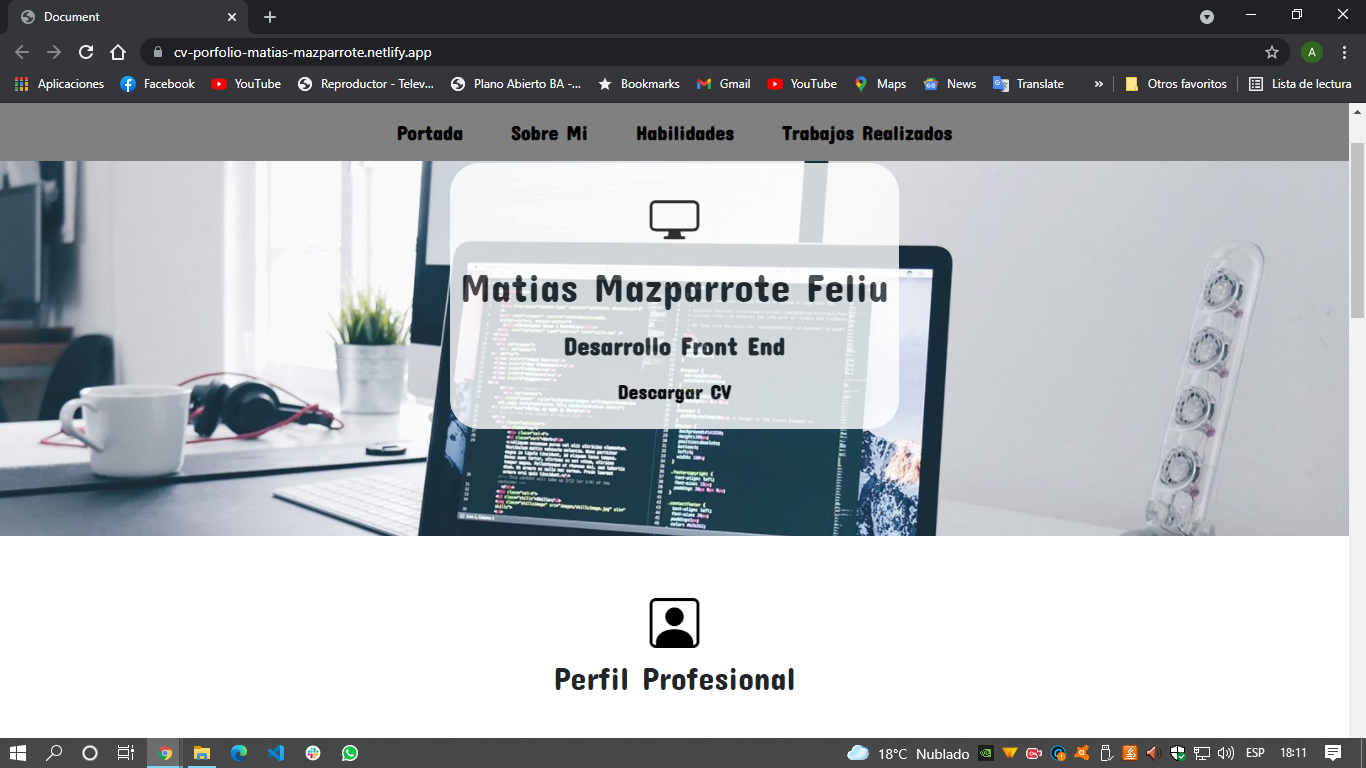 Document
cv-porfolio-matias-mazparrote.netlify.app
A
Aplicaciones Facebook YouTube Reproductor - Telev... Plano Abierto BA -... Bookmarks Gmail YouTube Maps News Translate » Otros favoritos Lista de lectura
Portada Sobre Mi Habilidades Trabajos Realizados
Matias Mazparrote Feliu
Desarrollo Front End
Descargar CV
Perfil Profesional
18°C Nublado ESP 18:11